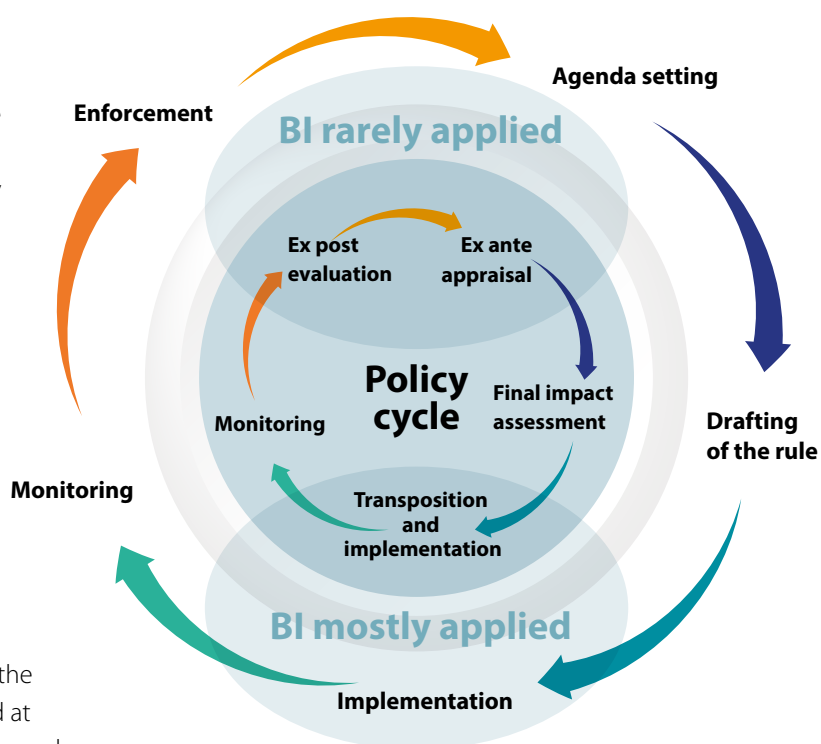 Agenda setting
Enforcement
BI rarely applied
Ex post
evaluation
Ex ante
appraisal
Policy
cycle
Final impact
assessment
Monitoring
Drafting
of the rule
Monitoring
Transposition
and
implementation
BI mostly applied
the
at
Implementation